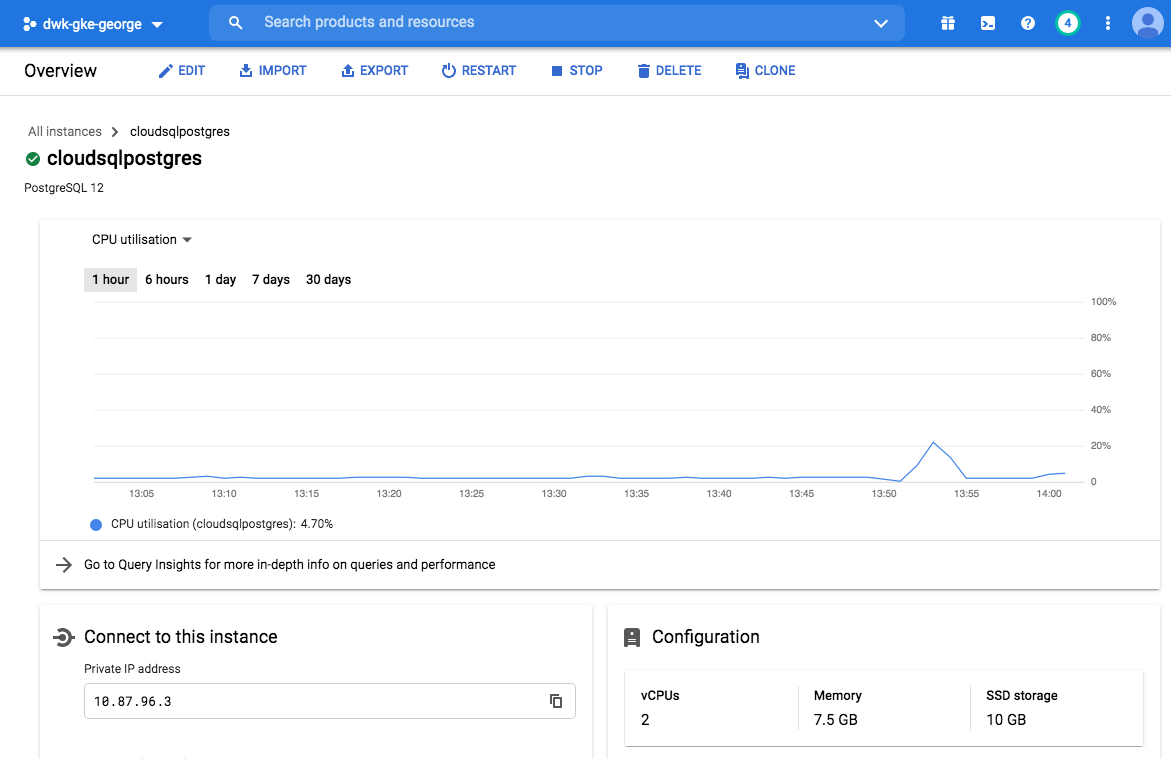 dwk-gke-george
Search products and resources
4
Overview
EDIT
IMPORT
EXPORT
RESTART
STOP
DELETE
CLONE
All instances
cloudsqlpostgres
cloudsqlpostgres
PostgreSQL 12
CPU utilisation
1 hour 6 hours 1 day 7 days 30 days
100%
80%
60%
40%
20%
0
13:05 13:10 13:15 13:20 13:25 13:30 13:35 13:40 13:45 13:50 13:55 14:00
CPU utilisation (cloudsqlpostgres): 4.70%
Go to Query Insights for more in-depth info on queries and performance
Connect to this instance
Private IP address
10.87.96.3
Configuration
vCPUs
2
Memory
7.5 GB
SSD storage
10 GB